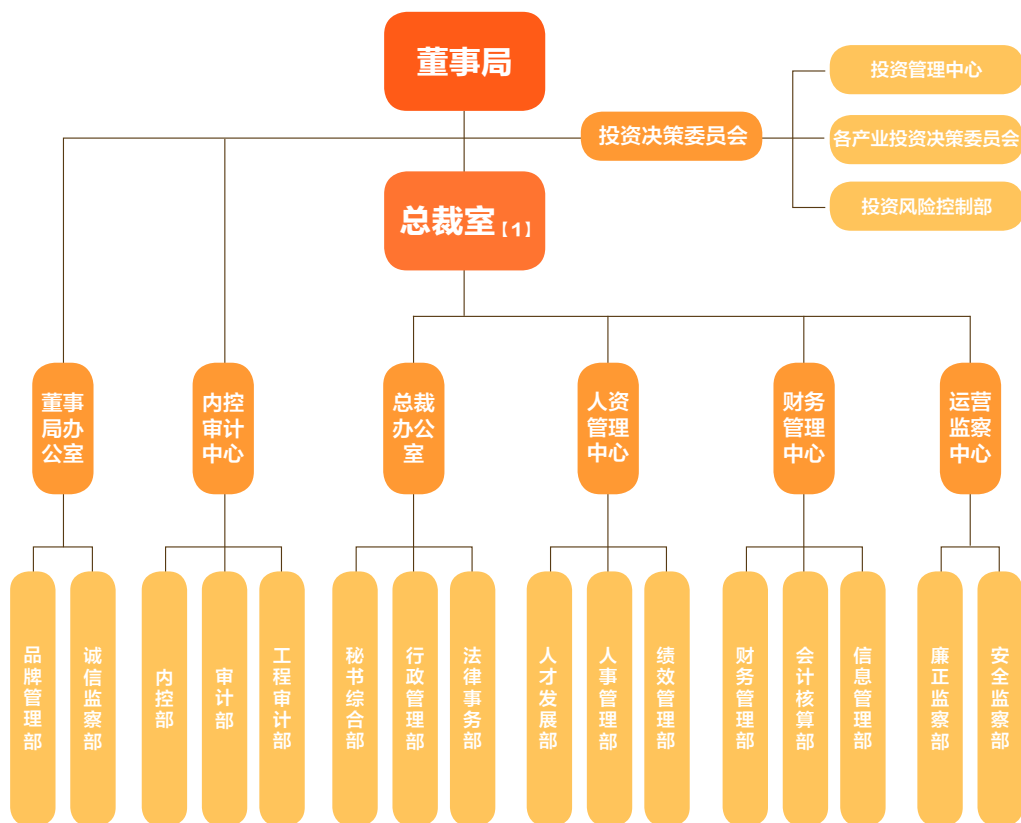 董事局
投资管理中心
投资决策委员会
各产业投资决策委员会
总裁室【1】
投资风险控制部
董事
局办
公室
内控
审计
中心
总裁
办公
室
人资
管理
中心
财务
管理
中心
运营
监察
中心
品牌管理部
诚信监察部
内控部
审计部
工程审计部
秘书综合部
行政管理部
法律事务部
人才发展部
人事管理部
绩效管理部
财务管理部
会计核算部
信息管理部
廉正监察部
安全监察部